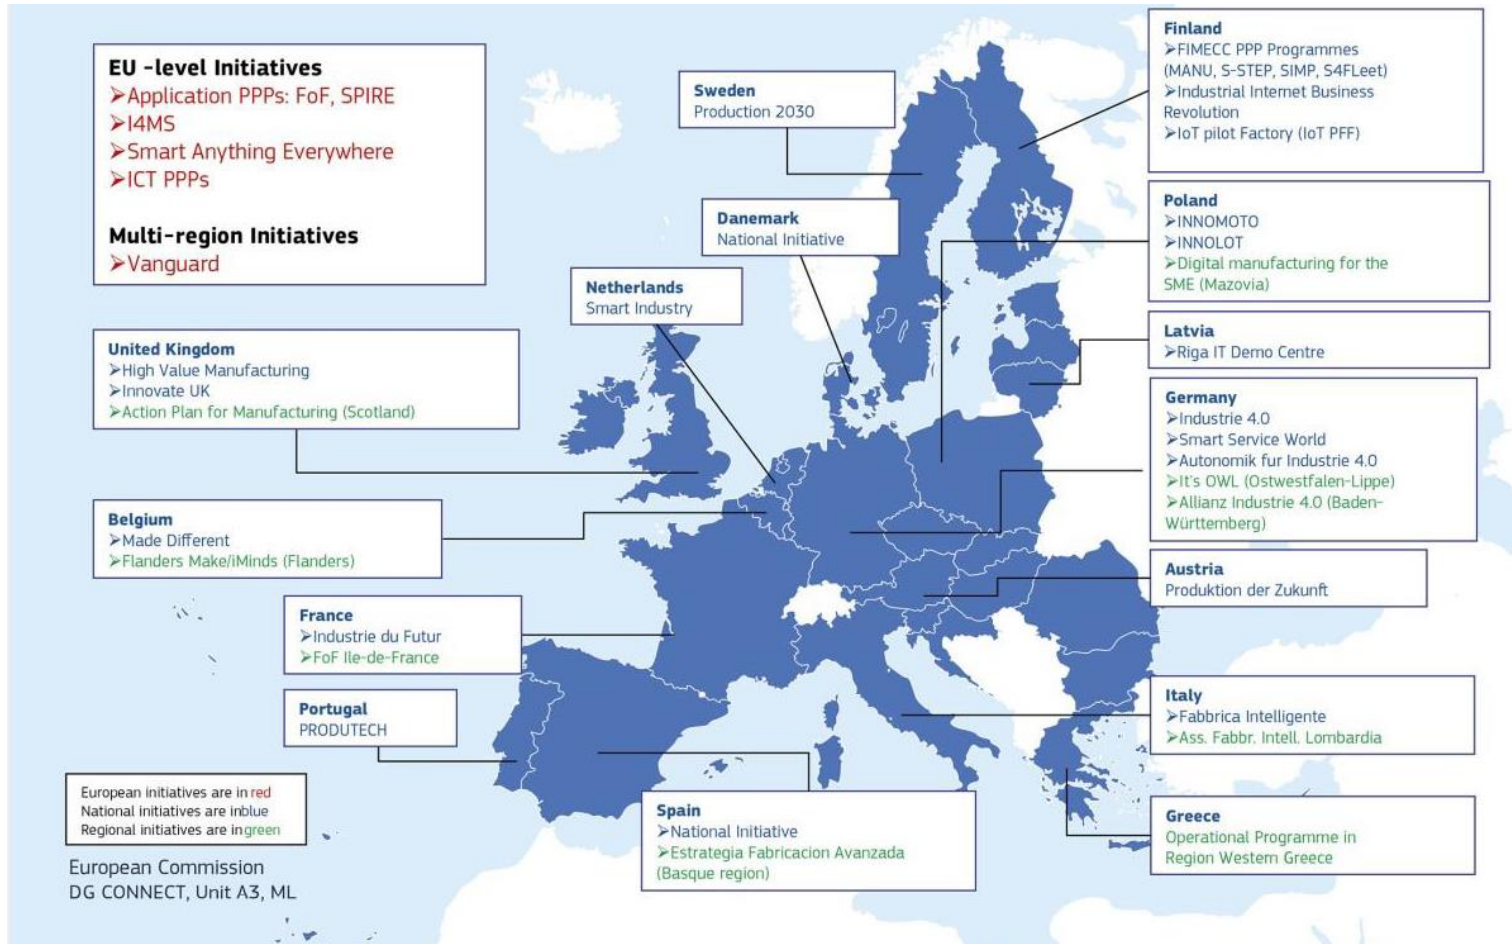 EU -level Initiatives
➢Application PPPs: FoF, SPIRE
➢I4MS
➢Smart Anything Everywhere
➢ICT PPPs
Multi-region Initiatives
➢Vanguard
Sweden
Production 2030
Finland
➢FIMECC PPP Programmes
(MANU, S-STEP, SIMP, S4FLeet)
➢Industrial Internet Business
Revolution
➢IoT pilot Factory (IoT PFF)
Danemark
National Initiative
Poland
➢INNOMOTO
➢INNOLOT
➢Digital manufacturing for the
SME (Mazovia)
Netherlands
Smart Industry
Latvia
➢Riga IT Demo Centre
United Kingdom
➢High Value Manufacturing
➢Innovate UK
➢Action Plan for Manufacturing (Scotland)
Germany
➢Industrie 4.0
➢Smart Service World
➢Autonomik fur Industrie 4.0
➢It's OWL (Ostwestfalen-Lippe)
➢Allianz Industrie 4.0 (Baden-
Württemberg)
Belgium
➢Made Different
➢Flanders Make/iMinds (Flanders)
Austria
Produktion der Zukunft
France
➢Industrie du Futur
➢FoF Ile-de-France
Portugal
PRODUTECH
Italy
➢Fabbrica Intelligente
➢Ass. Fabbr. Intell. Lombardia
Spain
➢National Initiative
➢Estrategia Fabricacion Avanzada
(Basque region)
Greece
Operational Programme in
Region Western Greece
European initiatives are in red
National initiatives are inblue
Regional initiatives are in green
European Commission
DG CONNECT, Unit A3, ML